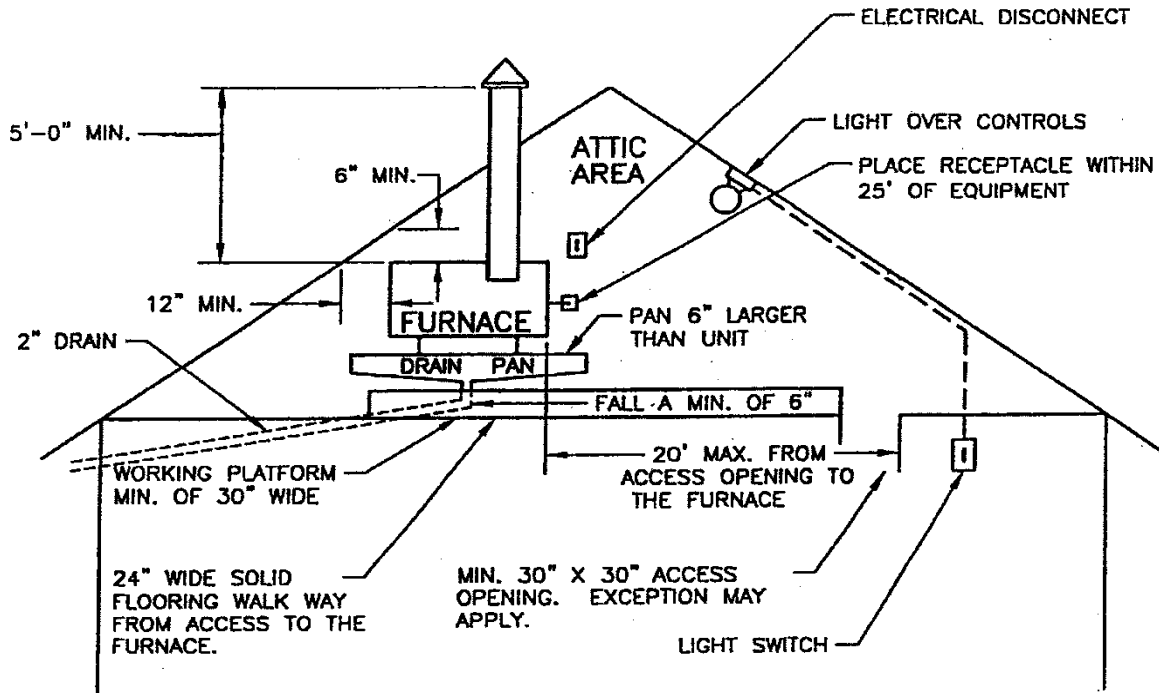 ELECTRICAL DISCONNECT
5'-0" MIN.
LIGHT OVER CONTROLS
ATTIC
AREA
6" MIN.
PLACE RECEPTACLE WITHIN
25' OF EQUIPMENT
12" MIN.
FURNACE
PAN 6" LARGER
THAN UNIT
2" DRAIN
DRAIN PAN
FALL A MIN. OF 6"
WORKING PLATFORM
MIN. OF 30" WIDE
20' MAX. FROM
ACCESS OPENING TO
THE FURNACE
24" WIDE SOLID
FLOORING WALK WAY
FROM ACCESS TO THE
FURNACE.
MIN. 30" X 30" ACCESS
OPENING. EXCEPTION MAY
APPLY.
LIGHT SWITCH